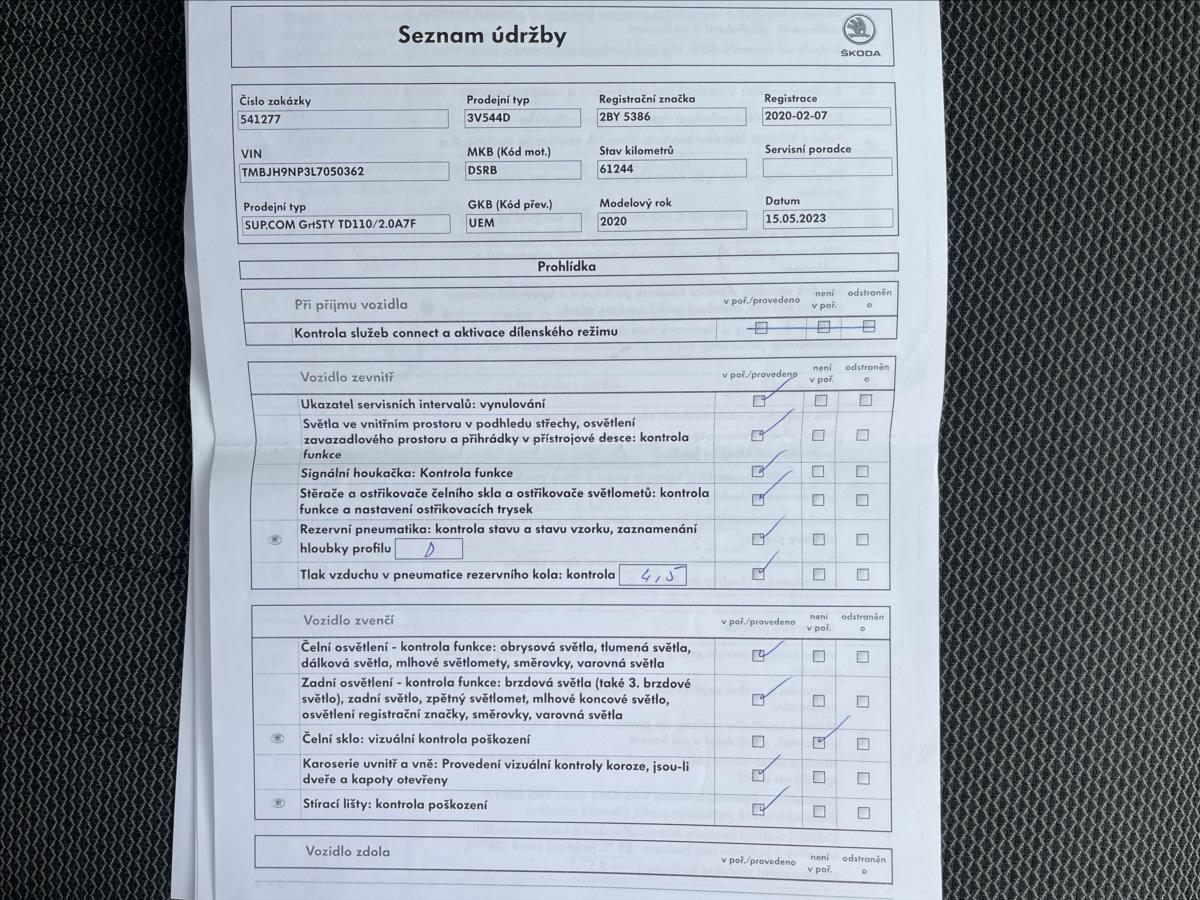 Seznam údržby
ŠKODA
Číslo zakázky Prodejní typ Registrační značka Registrace
541277 3V544D 2BY 5386 2020-02-07
VIN MKB (Kód mot.) Stav kilometrů Servisní poradce
TMBJH9NP3L7050362 DSRB 61244
Prodejní typ GKB (Kód přev.) Modelový rok Datum
SUP.COM GrtSTY TD110/2.0A7F UEM 2020 15.05.2023
Prohlídka
Při příjmu vozidla v poř./provedeno není v poř. odstraněno
Kontrola služeb connect a aktivace dílenského režimu
Vozidlo zevnitř v poř./provedeno není v poř. odstraněno
Ukazatel servisních intervalů: vynulování
Světla ve vnitřním prostoru v podhledu střechy, osvětlení
zavazadlového prostoru a přihrádky v přístrojové desce: kontrola
funkce
Signální houkačka: Kontrola funkce
Stěrače a ostřikovače čelního skla a ostřikovače světlometů: kontrola
funkce a nastavení ostřikovacích trysek
Rezervní pneumatika: kontrola stavu a stavu vzorku, zaznamenání
hloubky profilu D
Tlak vzduchu v pneumatice rezervního kola: kontrola 4,5
Vozidlo zvenčí v poř./provedeno není v poř. odstraněno
Čelní osvětlení - kontrola funkce: obrysová světla, tlumená světla,
dálková světla, mlhové světlomety, směrovky, varovná světla
Zadní osvětlení - kontrola funkce: brzdová světla (také 3. brzdové
světlo), zadní světlo, zpětný světlomet, mlhové koncové světlo,
osvětlení registrační značky, směrovky, varovná světla
Čelní sklo: vizuální kontrola poškození
Karoserie uvnitř a vně: Provedení vizuální kontroly koroze, jsou-li
dveře a kapoty otevřeny
Stírací lišty: kontrola poškození
Vozidlo zdola v poř./provedeno není v poř. odstraněno